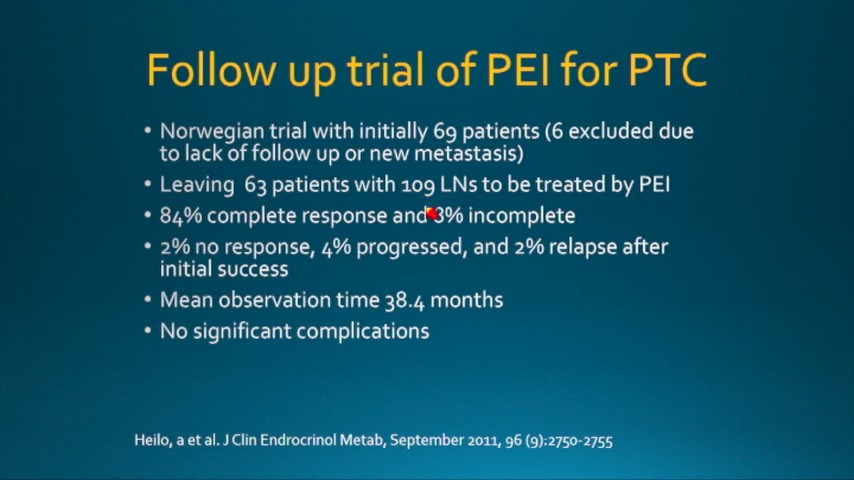 Follow up trial of PEI for PTC
• Norwegian trial with initially 69 patients (6 excluded due
to lack of follow up or new metastasis)
• Leaving 63 patients with 109 LNs to be treated by PEI
• 84% complete response and 8% incomplete
• 2% no response, 4% progressed, and 2% relapse after
initial success
• Mean observation time 38.4 months
• No significant complications
Heilo, a et al. J Clin Endrocrinol Metab, September 2011, 96 (9):2750-2755